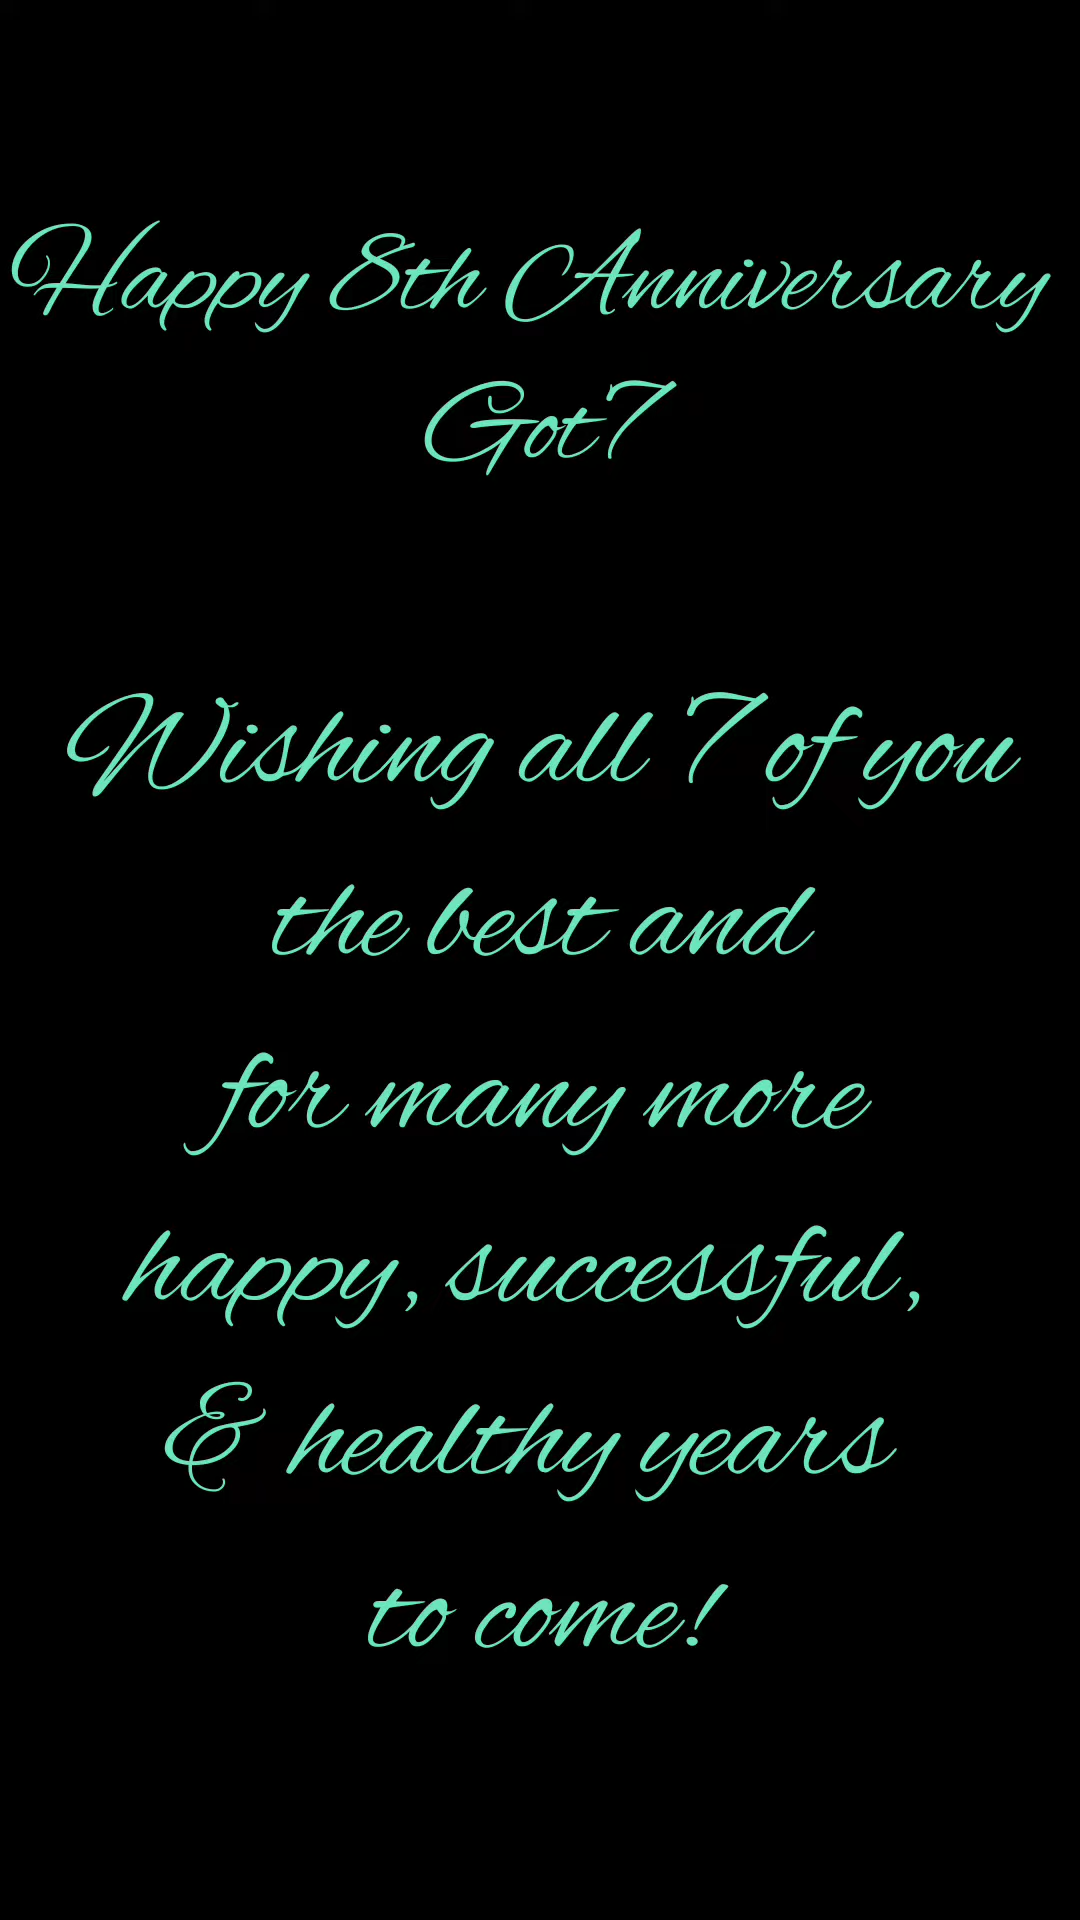 Happy 8th Anniversary
Got7
Wishing all 7 of you
the best and
for many more
happy, successful,
& healthy years
to come!